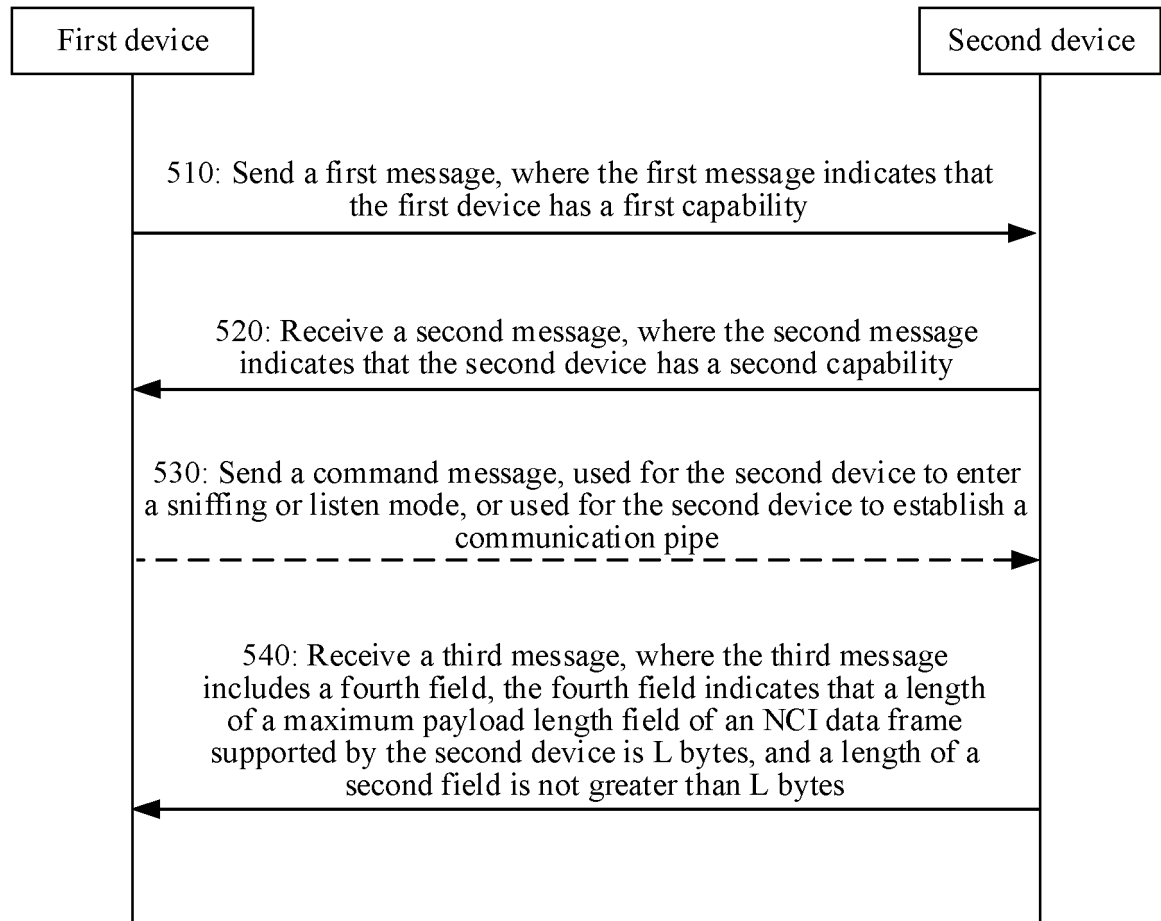 First device
Second device
510: Send a first message, where the first message indicates that
the first device has a first capability
520: Receive a second message, where the second message
indicates that the second device has a second capability
530: Send a command message, used for the second device to enter
a sniffing or listen mode, or used for the second device to establish a
communication pipe
540: Receive a third message, where the third message
includes a fourth field, the fourth field indicates that a length
of a maximum payload length field of an NCI data frame
supported by the second device is L bytes, and a length of a
second field is not greater than L bytes